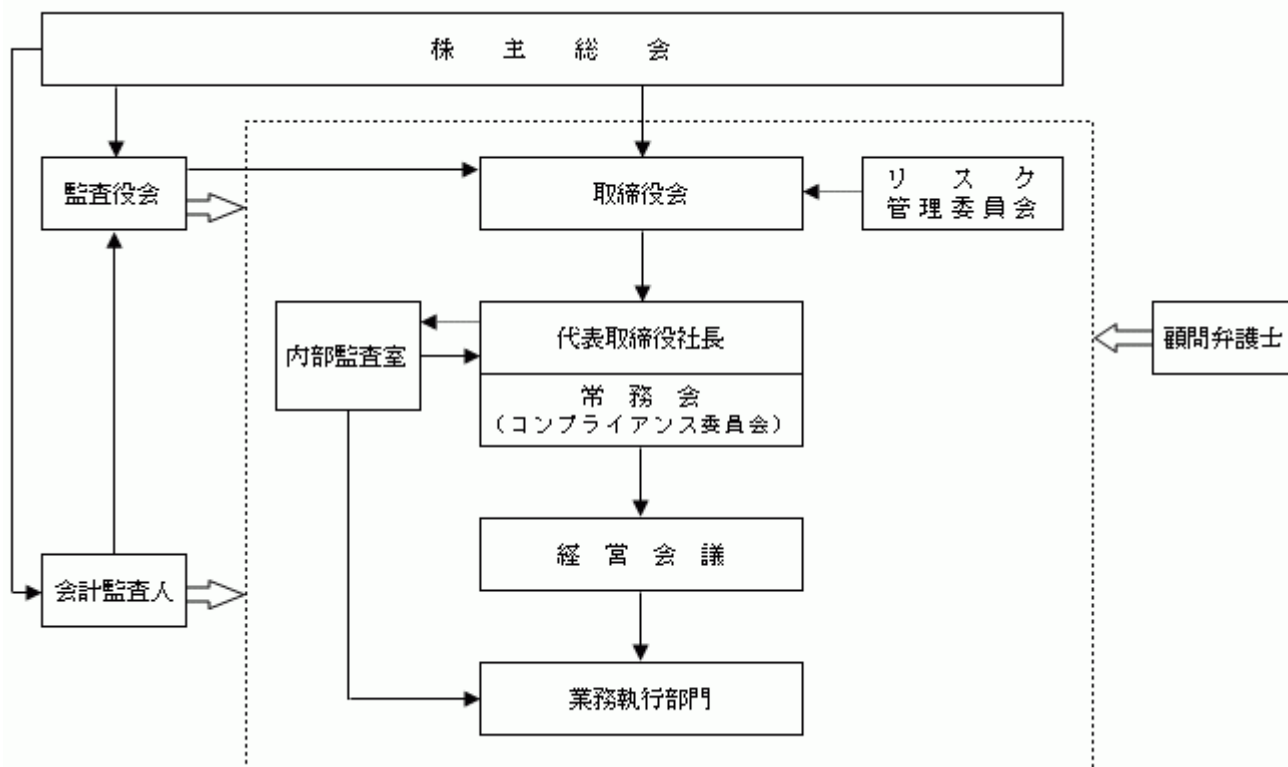 株主総会
監査役会
取締役会
リスク
管理委員会
内部監査室
代表取締役社長
常務会
（コンプライアンス委員会）
顧問弁護士
経営会議
会計監査人
業務執行部門